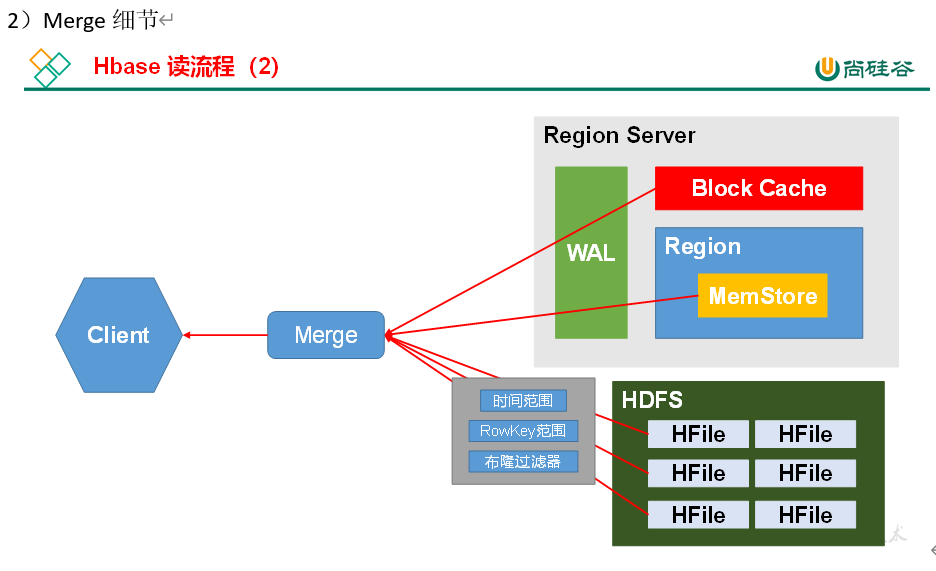 2）Merge 细节
Hbase 读流程（2）
尚硅谷
Region Server
Block Cache
WAL
Region
MemStore
Client
Merge
时间范围
RowKey范围
布隆过滤器
HDFS
HFile HFile
HFile HFile
HFile HFile
术